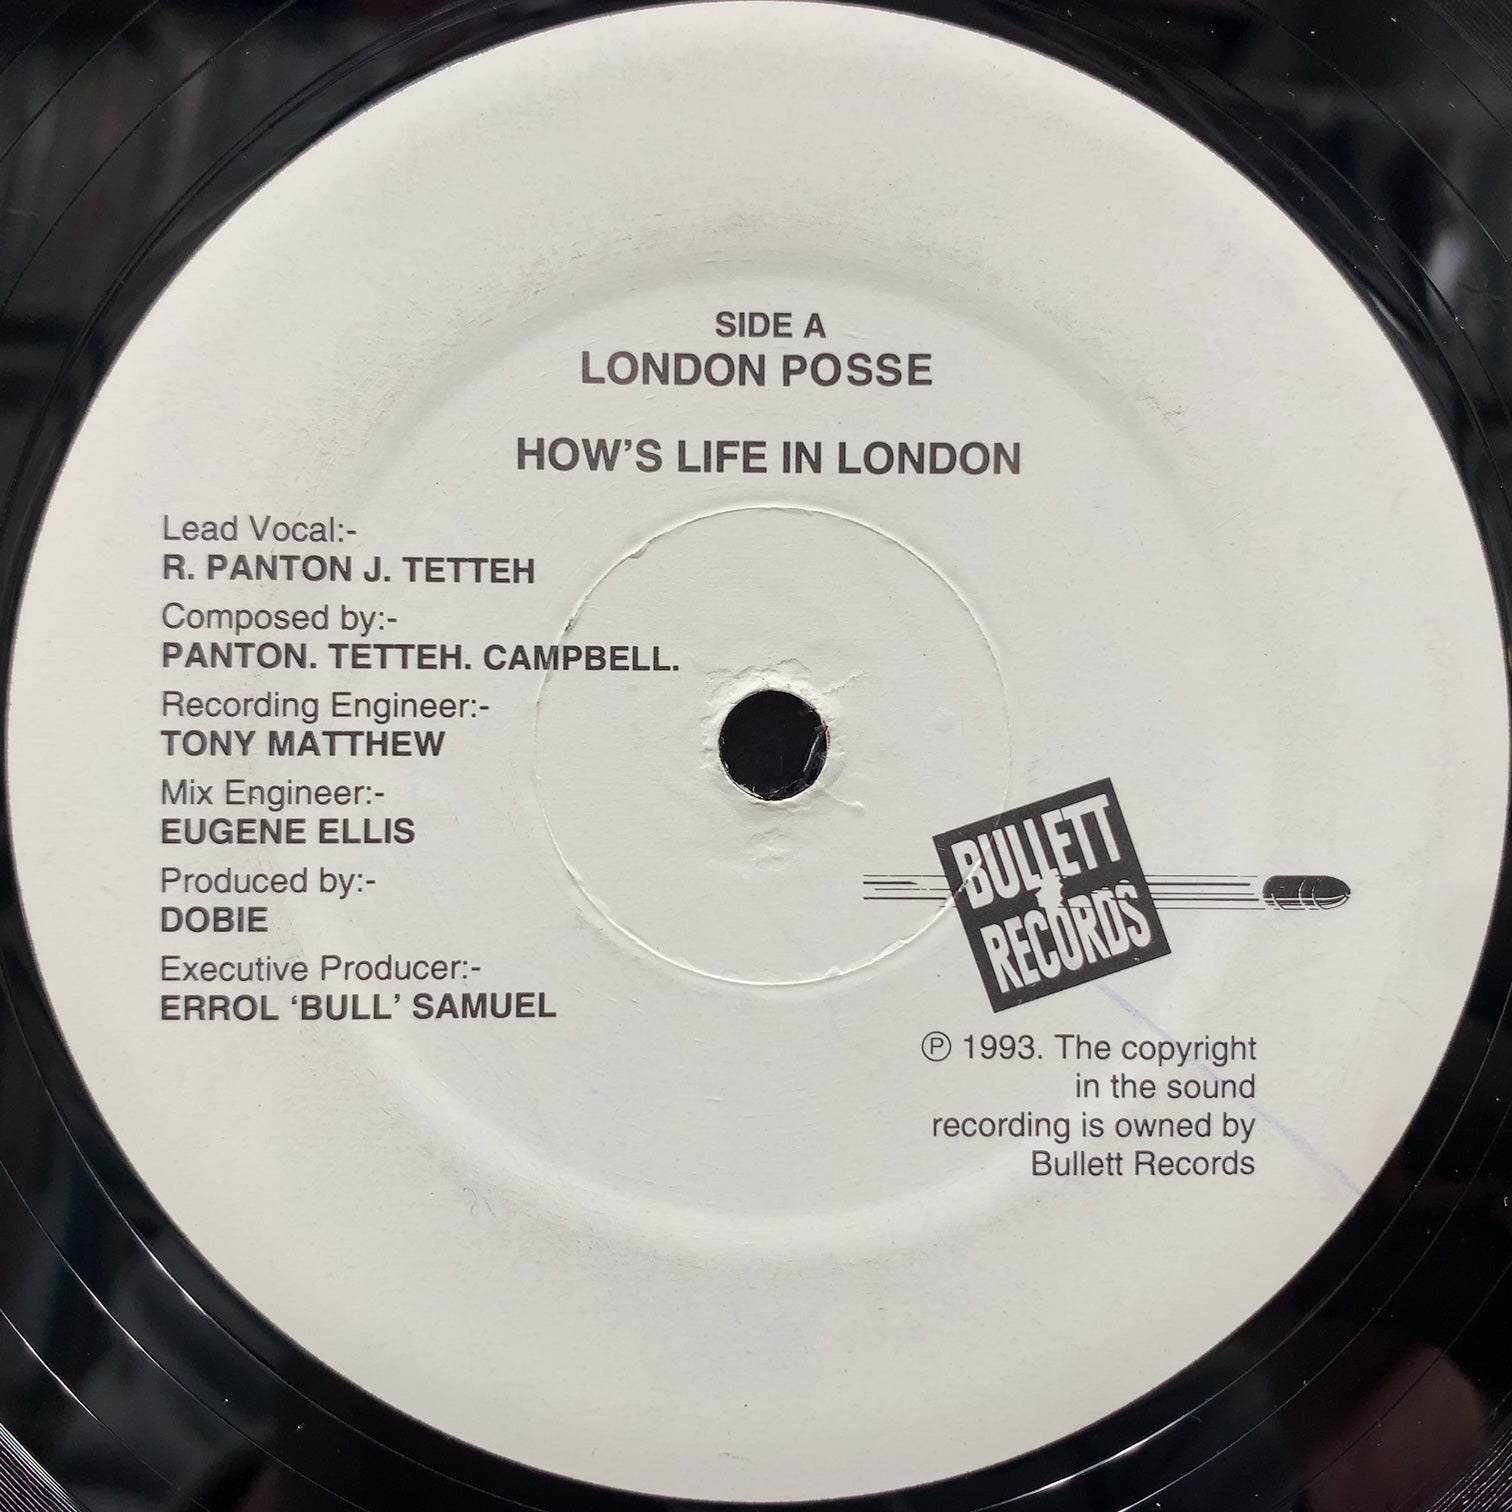 SIDE A
LONDON POSSE
HOW'S LIFE IN LONDON
Lead Vocal:-
R. PANTON J. TETTEH
Composed by:-
PANTON. TETTEH. CAMPBELL.
Recording Engineer:-
TONY MATTHEW
Mix Engineer:-
EUGENE ELLIS
Produced by:-
DOBIE
Executive Producer:-
ERROL ‘BULL’ SAMUEL
BULLETT
RECORDS
℗ 1993. The copyright
in the sound
recording is owned by
Bullett Records